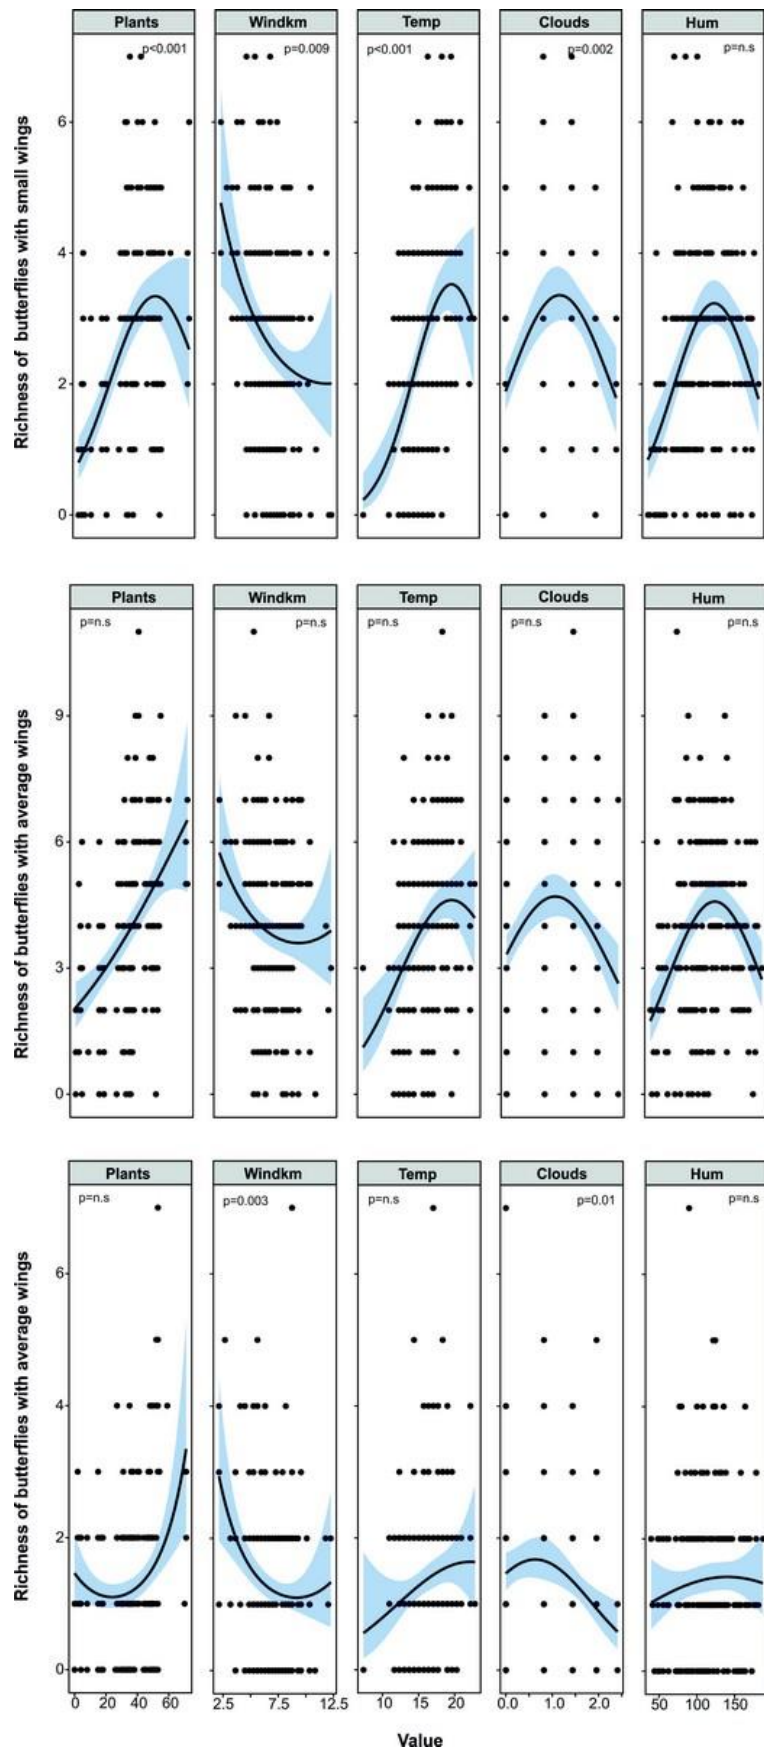 Plants Windkm Temp Clouds Hum
p<0.001 p=0.009 p<0.001 p=0.002 p=n.s
Richness of butterflies with small wings
6
4
2
0
Plants Windkm Temp Clouds Hum
p=n.s p=n.s p=n.s p=n.s p=n.s
Richness of butterflies with average wings
9
6
3
0
Plants Windkm Temp Clouds Hum
p=n.s p=0.003 p=n.s p=0.01 p=n.s
Richness of butterflies with average wings
6
4
2
0
0 20 40 60 2.5 7.5 12.5 10 15 20 0.0 1.0 2.0 50 100 150
Value